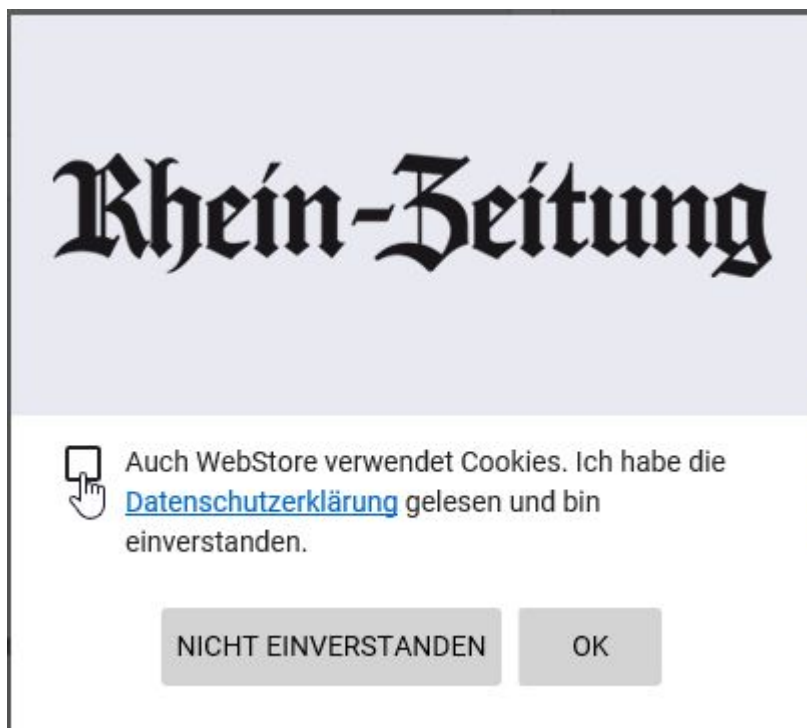 Rhein-Zeitung
Auch WebStore verwendet Cookies. Ich habe die
Datenschutzerklärung gelesen und bin
einverstanden.
NICHT EINVERSTANDEN OK